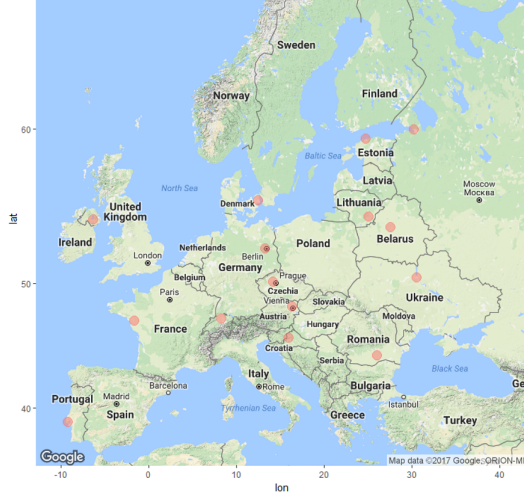 Sweden
Norway
Finland
60
Baltic Sea
Estonia
Latvia
Moscow
Москва
North Sea
Denmark
Lithuania
United
Kingdom
Belarus
Ireland
Netherlands
Berlin
Poland
London
Germany
50
Belgium
Prague
Paris
Czechia
Vienna
Slovakia
Ukraine
Austria
France
Hungary
Moldova
Croatia
Romania
Serbia
Italy
Black Sea
Portugal
Madrid
Barcelona
Rome
Bulgaria
40
Spain
Tyrrhenian Sea
Istanbul
Greece
Turkey
Google
Map data ©2017 Google, ORION-ME
-10 0 10 20 30 40
lon
lat